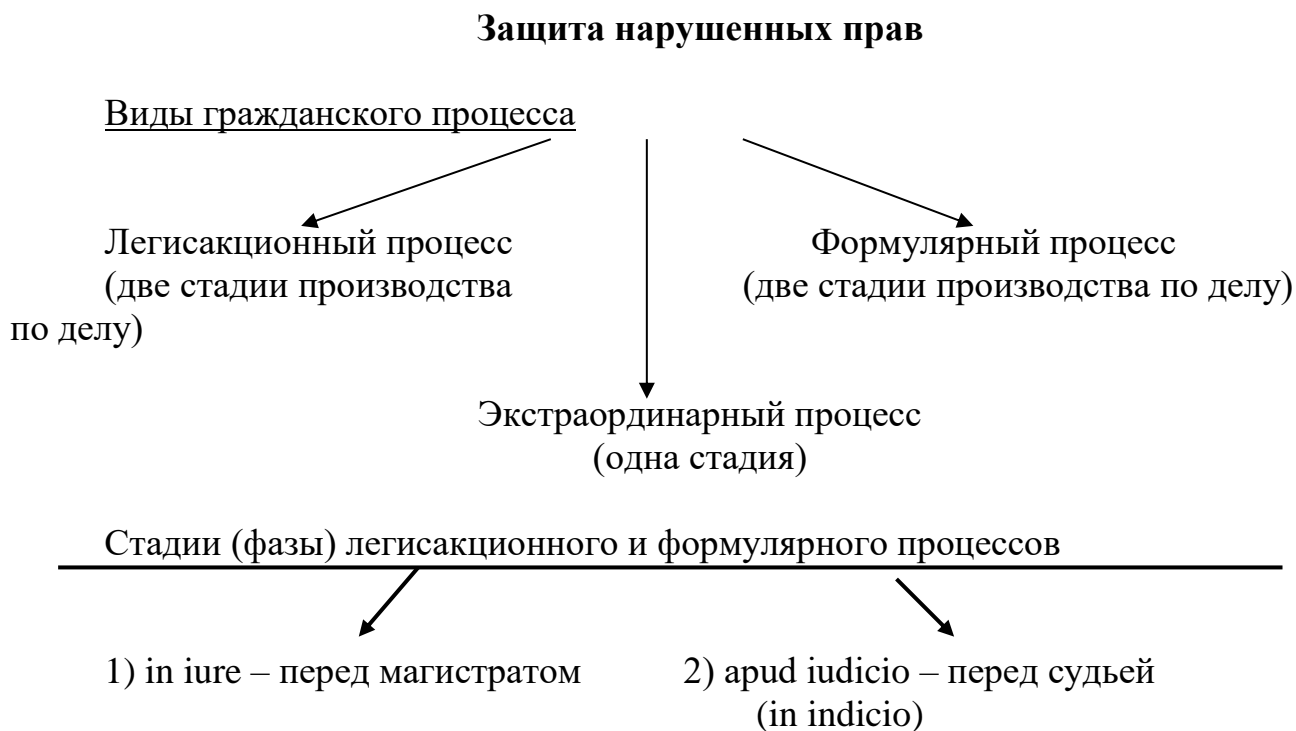 Защита нарушенных прав
Виды гражданского процесса
Легисакционный процесс
(две стадии производства
по делу)
Формулярный процесс
(две стадии производства по делу)
Экстраординарный процесс
(одна стадия)
Стадии (фазы) легисакционного и формулярного процессов
1) in iure – перед магистратом
2) apud iudicio – перед судьей
(in indicio)